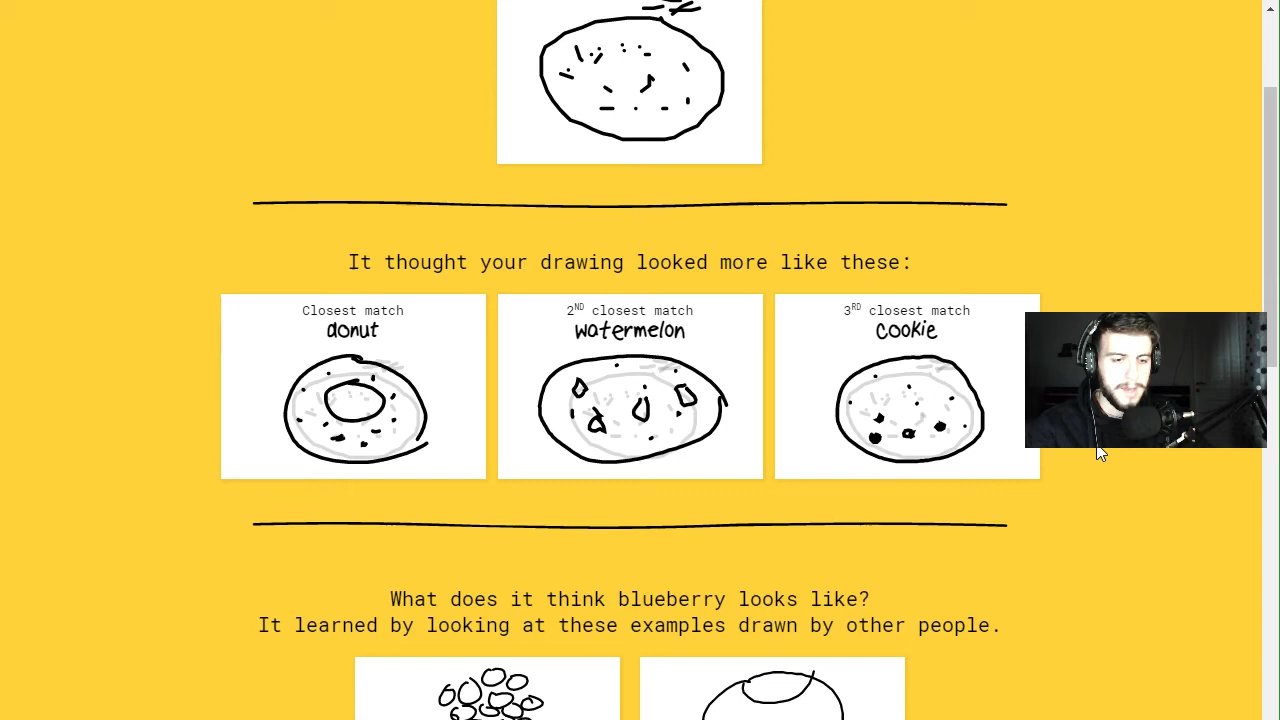 It thought your drawing looked more like these:
Closest match
donut
2ND closest match
watermelon
3RD closest match
cookie
What does it think blueberry looks like?
It learned by looking at these examples drawn by other people.